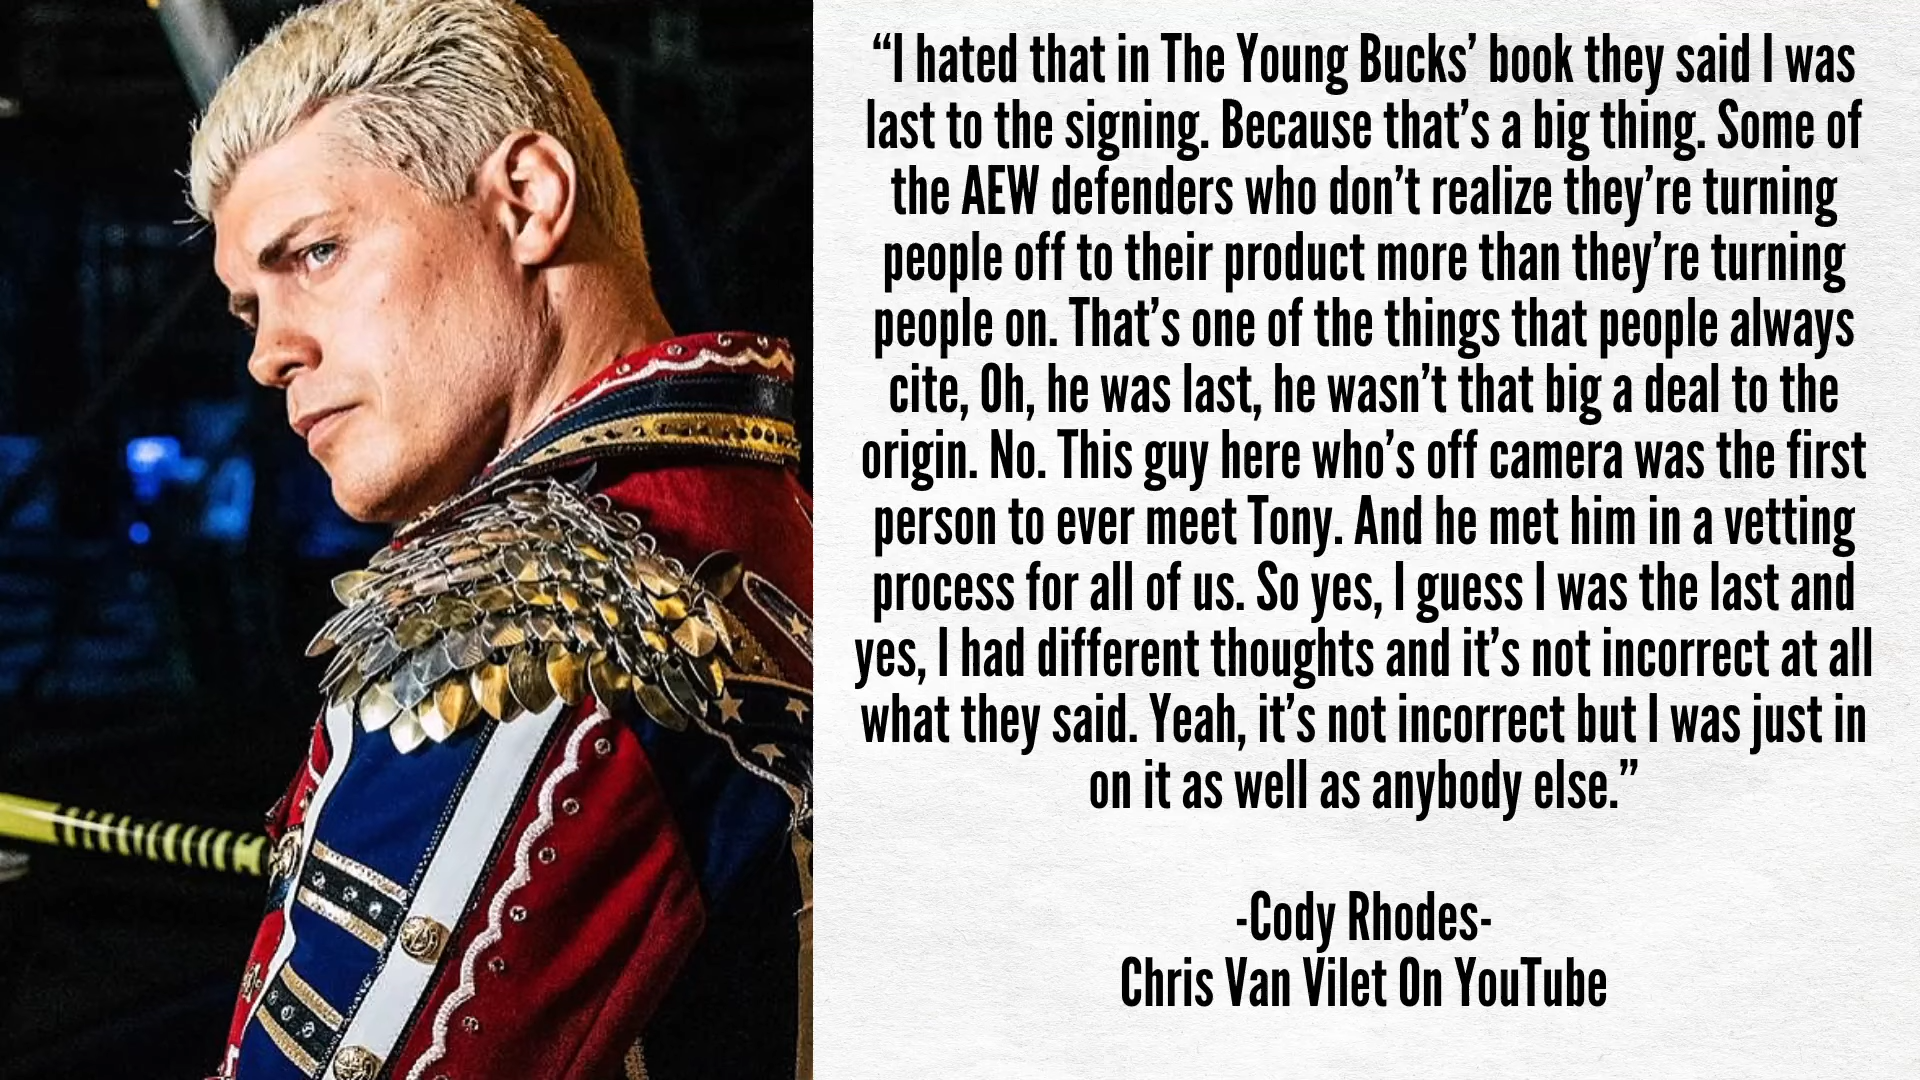 “I hated that in The Young Bucks’ book they said I was
last to the signing. Because that’s a big thing. Some of
the AEW defenders who don’t realize they’re turning
people off to their product more than they’re turning
people on. That’s one of the things that people always
cite, Oh, he was last, he wasn’t that big a deal to the
origin. No. This guy here who’s off camera was the first
person to ever meet Tony. And he met him in a vetting
process for all of us. So yes, I guess I was the last and
yes, I had different thoughts and it’s not incorrect at all
what they said. Yeah, it’s not incorrect but I was just in
on it as well as anybody else.”
-Cody Rhodes-
Chris Van Vilet On YouTube